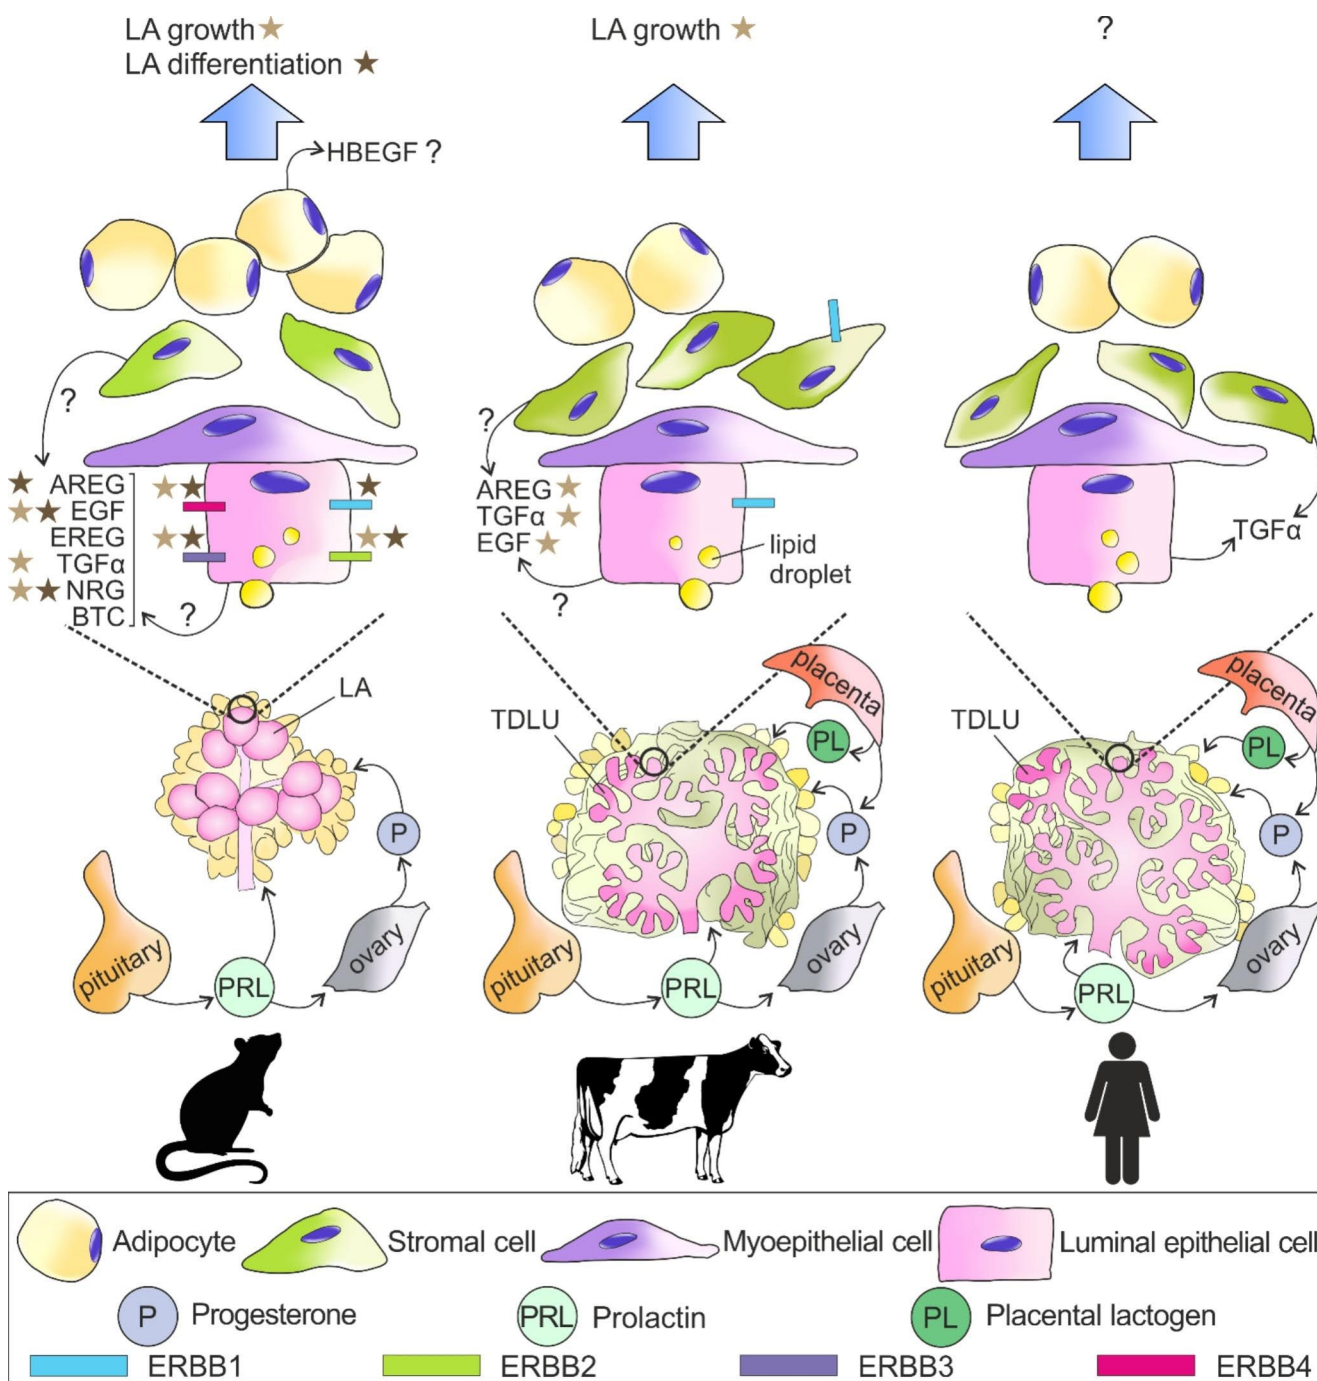 LA growth
LA differentiation
LA growth
?
HBEGF ?
?
AREG
EGF
EREG
TGFα
NRG
BTC
?
?
AREG
TGFα
EGF
?
lipid
droplet
TGFα
LA
P
pituitary
PRL
ovary
TDLU
placenta
PL
P
pituitary
PRL
ovary
TDLU
placenta
PL
P
pituitary
PRL
ovary
Adipocyte
Stromal cell
Myoepithelial cell
Luminal epithelial cell
P Progesterone
PRL Prolactin
PL Placental lactogen
ERBB1
ERBB2
ERBB3
ERBB4